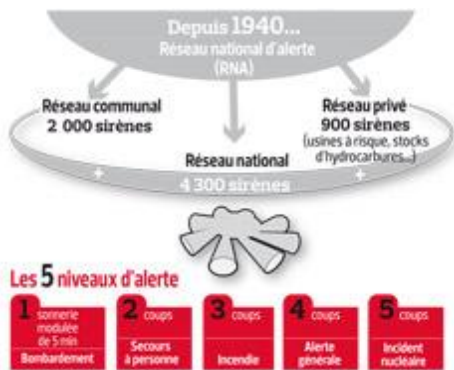 Depuis 1940...
Réseau national d'alerte
(RNA)
Réseau communal
2 000 sirènes
Réseau privé
900 sirènes
(usines à risque, stocks
d'hydrocarbures...)
Réseau national
+ 4 300 sirènes +
Les 5 niveaux d'alerte
1 sonnerie
modulée
de 5 min
Bombardement
2 coups
Secours
à personne
3 coups
Incendie
4 coups
Alerte
générale
5 coups
Incident
nucléaire